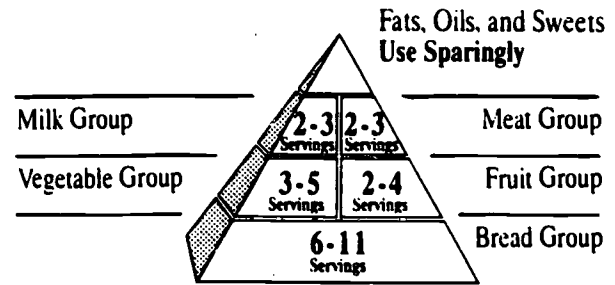 Fats, Oils, and Sweets
Use Sparingly
Milk Group
2-3
Servings
2-3
Servings
Meat Group
Vegetable Group
3-5
Servings
2-4
Servings
Fruit Group
6-11
Servings
Bread Group